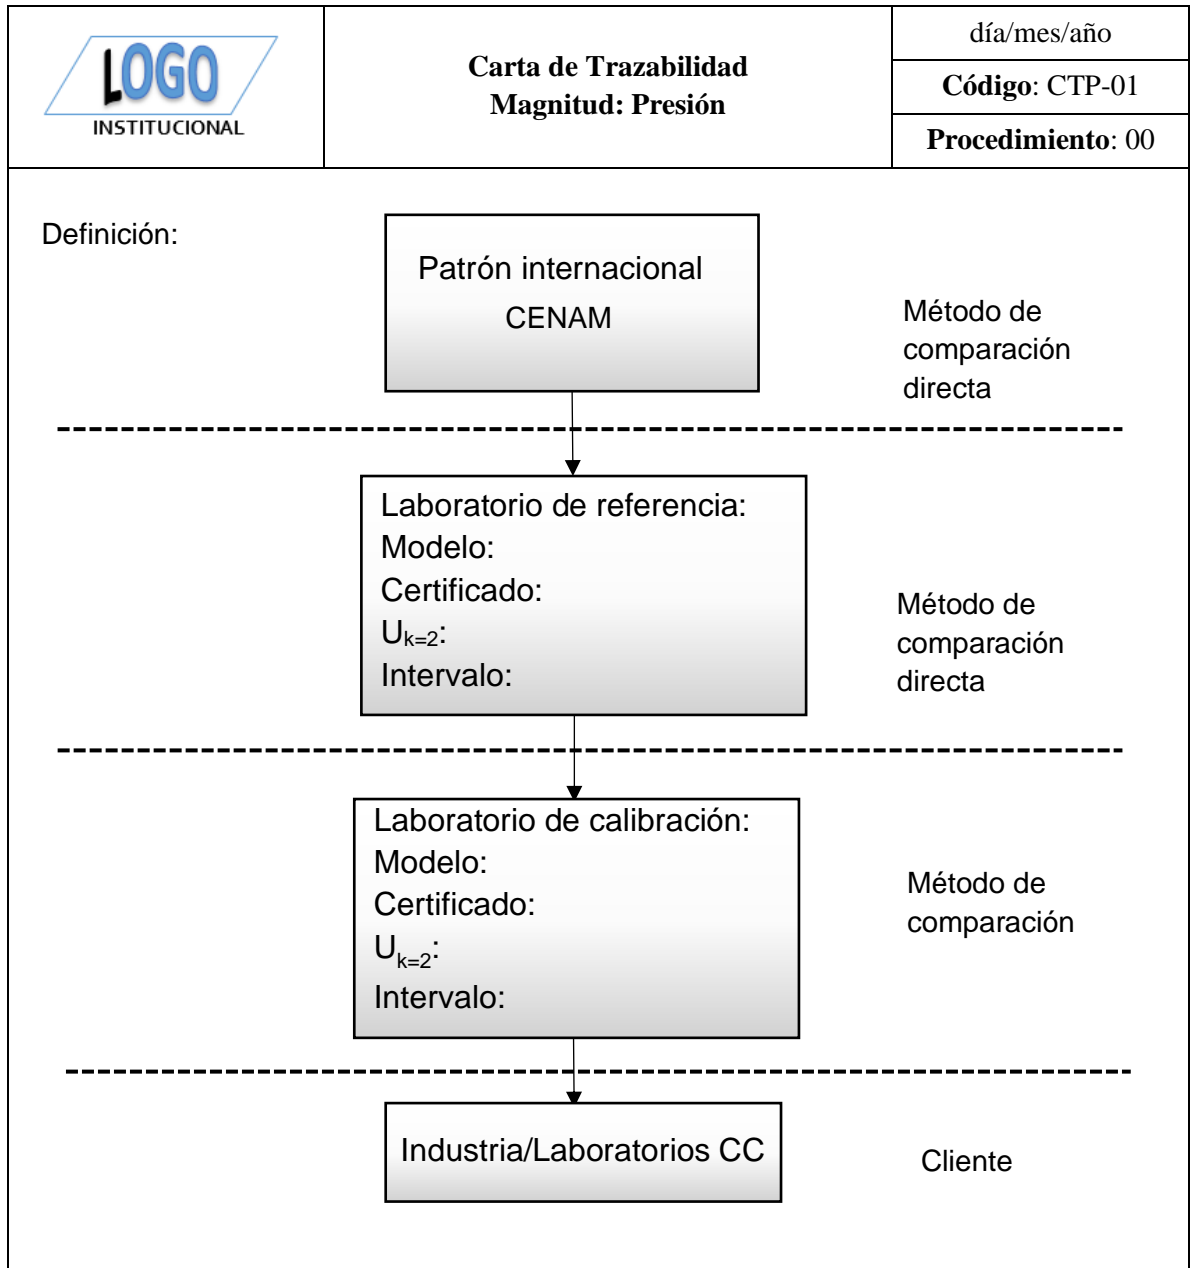 LOGO
INSTITUCIONAL
Carta de Trazabilidad
Magnitud: Presión
día/mes/año
Código: CTP-01
Procedimiento: 00
Definición:
Patrón internacional
CENAM
Método de
comparación
directa
Laboratorio de referencia:
Modelo:
Certificado:
Uk=2:
Intervalo:
Método de
comparación
directa
Laboratorio de calibración:
Modelo:
Certificado:
Uk=2:
Intervalo:
Método de
comparación
Industria/Laboratorios CC
Cliente